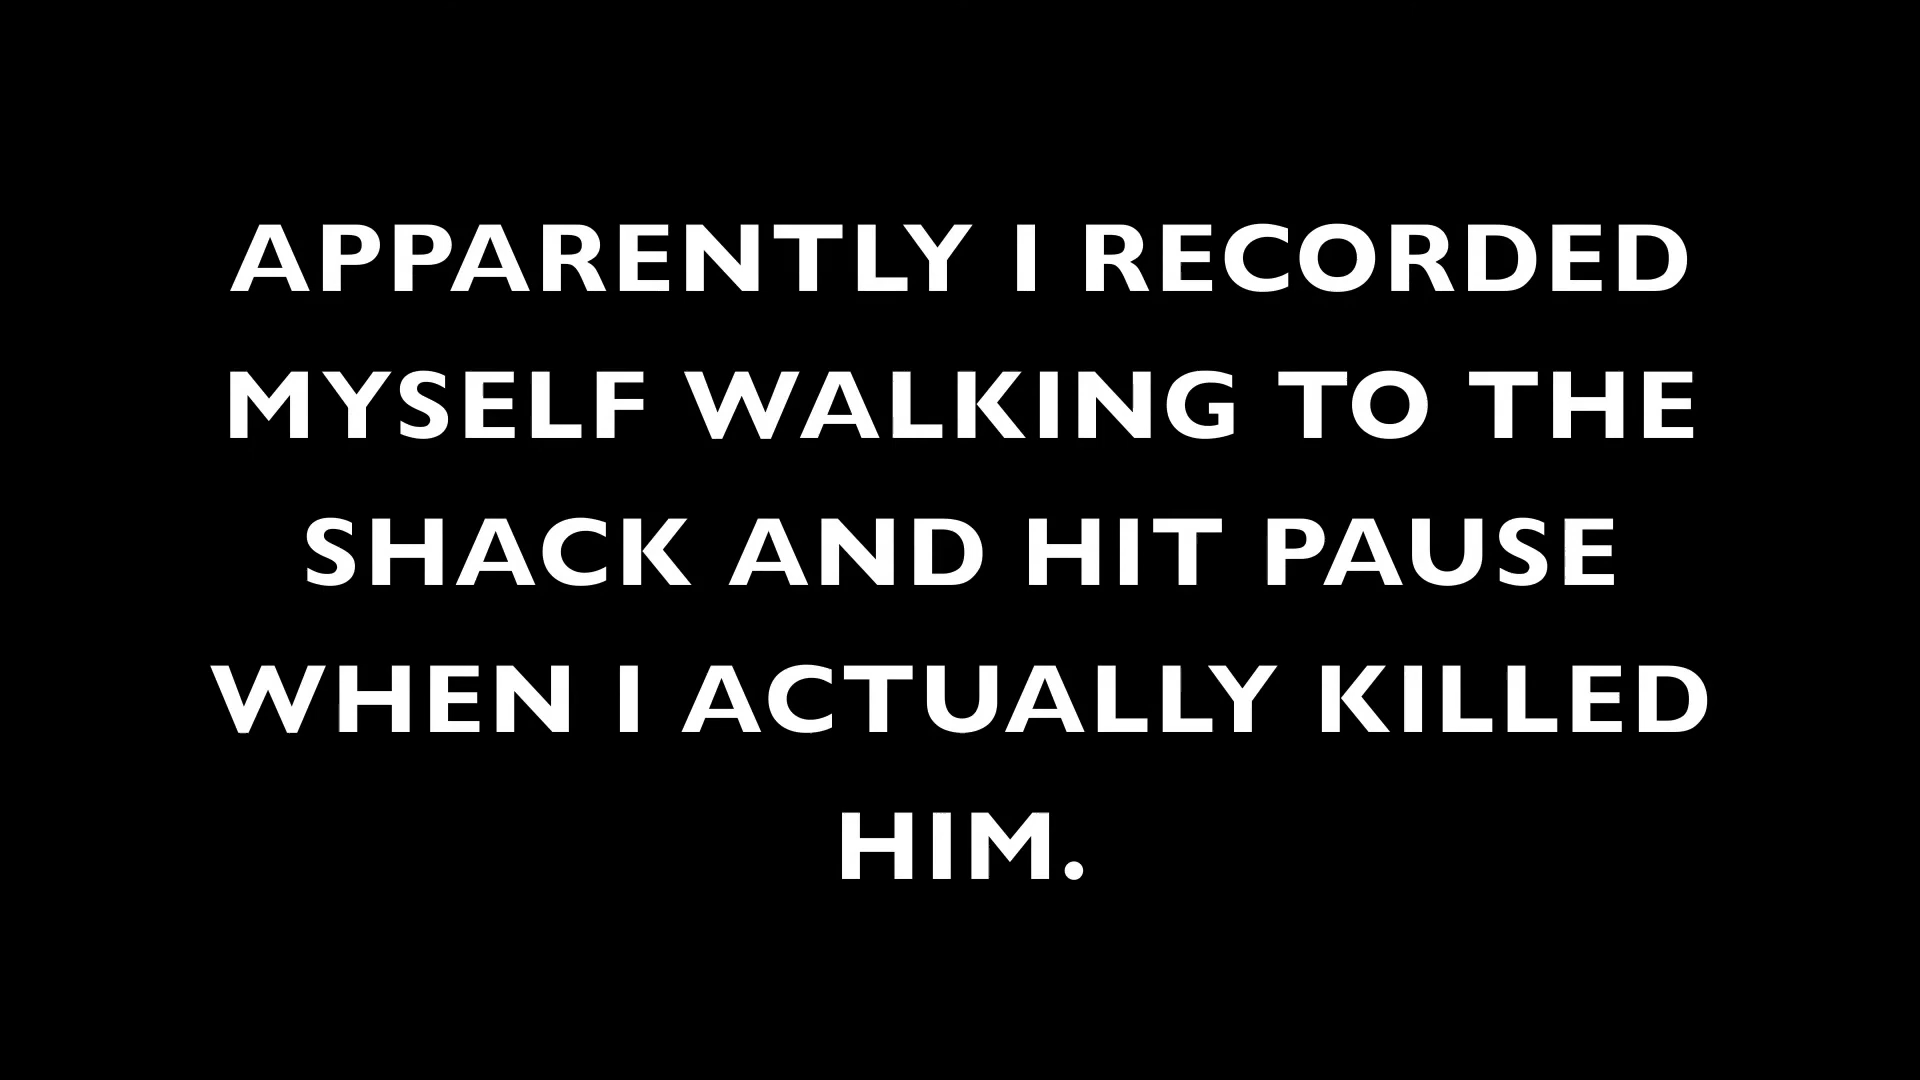 APPARENTLY I RECORDED
MYSELF WALKING TO THE
SHACK AND HIT PAUSE
WHEN I ACTUALLY KILLED
HIM.